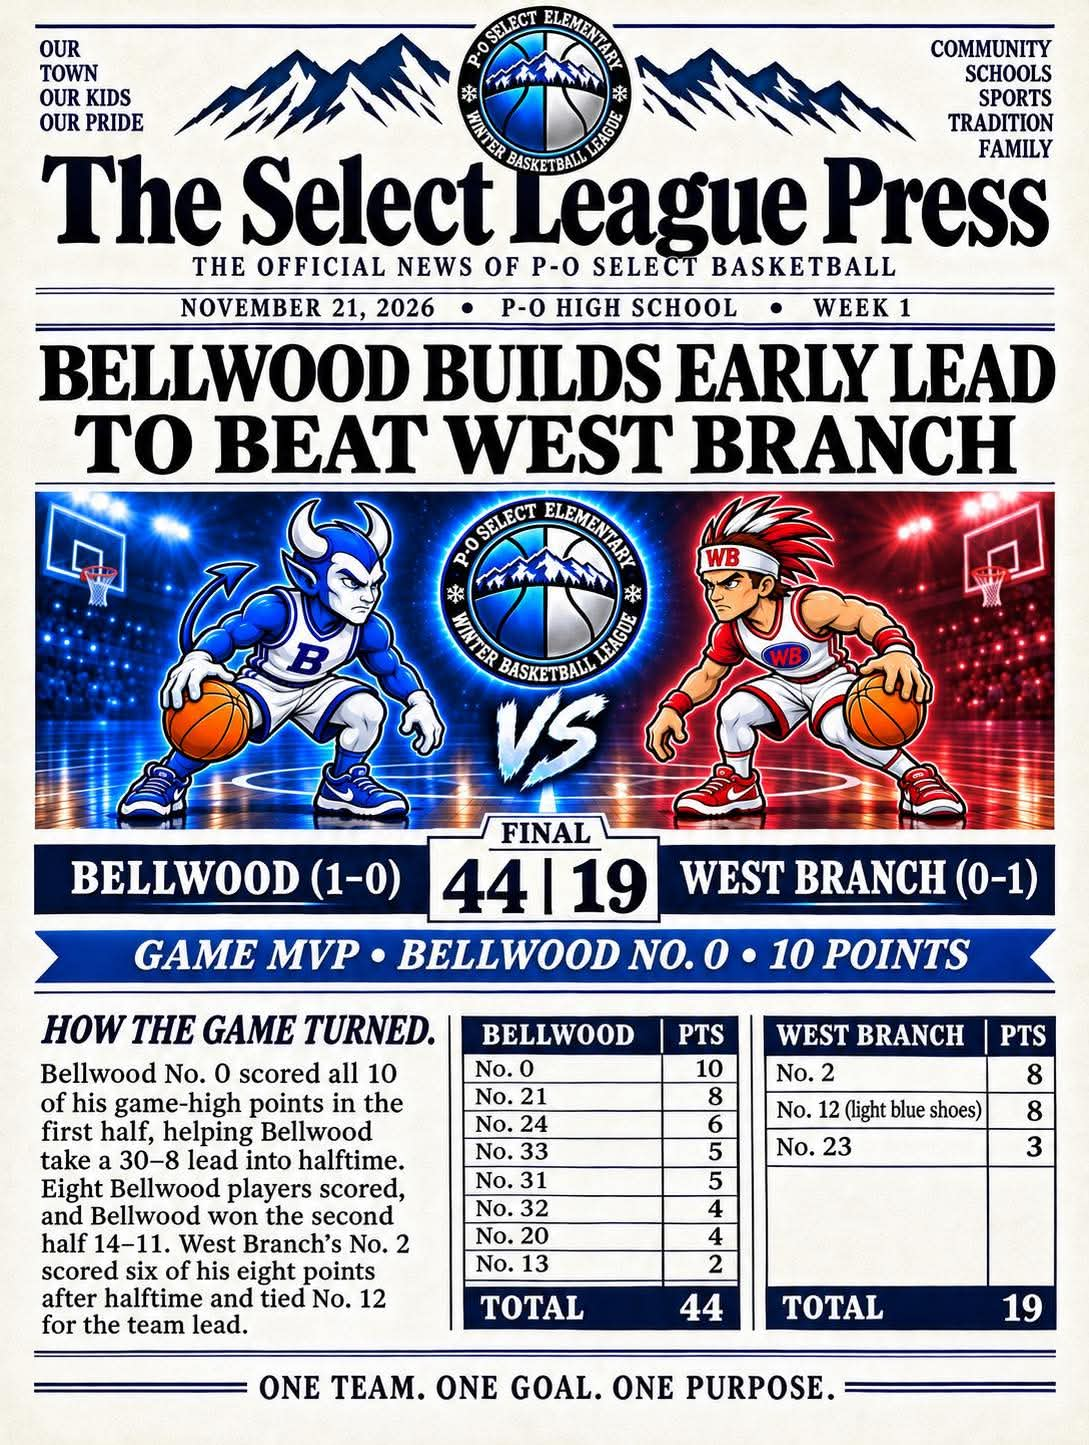 OUR
TOWN
OUR KIDS
OUR PRIDE
P-O SELECT ELEMENTARY
WINTER BASKETBALL LEAGUE
COMMUNITY
SCHOOLS
SPORTS
TRADITION
FAMILY
The Select League Press
THE OFFICIAL NEWS OF P-O SELECT BASKETBALL
NOVEMBER 21, 2026 • P-O HIGH SCHOOL • WEEK 1
BELLWOOD BUILDS EARLY LEAD
TO BEAT WEST BRANCH
P-O SELECT ELEMENTARY
WINTER BASKETBALL LEAGUE
B
VS
WB
WB
FINAL
BELLWOOD (1-0) 44 | 19 WEST BRANCH (0-1)
GAME MVP • BELLWOOD NO. 0 • 10 POINTS
HOW THE GAME TURNED.
Bellwood No. 0 scored all 10
of his game-high points in the
first half, helping Bellwood
take a 30–8 lead into halftime.
Eight Bellwood players scored,
and Bellwood won the second
half 14–11. West Branch's No. 2
scored six of his eight points
after halftime and tied No. 12
for the team lead.
BELLWOOD PTS
No. 0 10
No. 21 8
No. 24 6
No. 33 5
No. 31 5
No. 32 4
No. 20 4
No. 13 2
TOTAL 44
WEST BRANCH PTS
No. 2 8
No. 12 (light blue shoes) 8
No. 23 3
TOTAL 19
ONE TEAM. ONE GOAL. ONE PURPOSE.